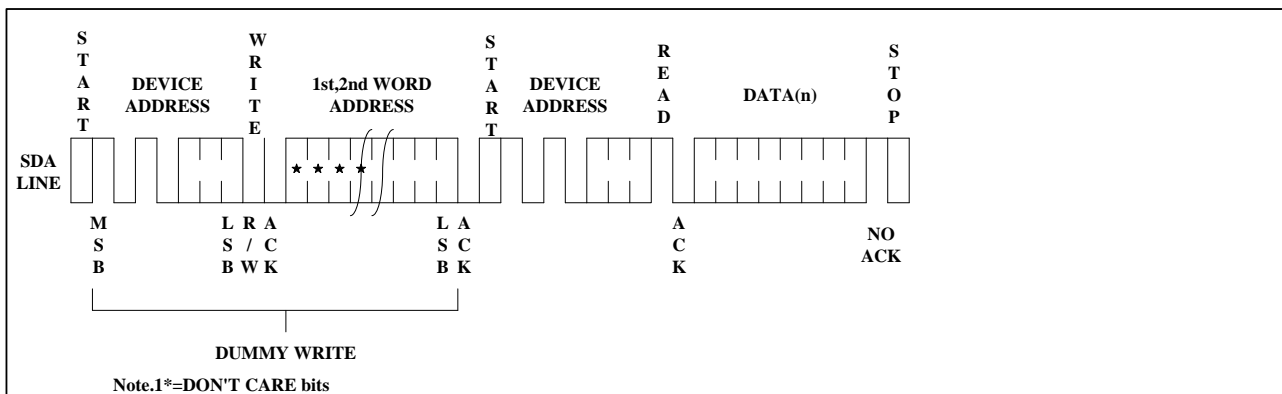 START
WRITE
START
READ
STOP
DEVICE
ADDRESS
1st,2nd WORD
ADDRESS
DEVICE
ADDRESS
DATA(n)
SDA
LINE
★ ★ ★ ★
MSB
LSB
R/W
ACK
LSB
ACK
ACK
NO
ACK
DUMMY WRITE
Note.1*=DON'T CARE bits